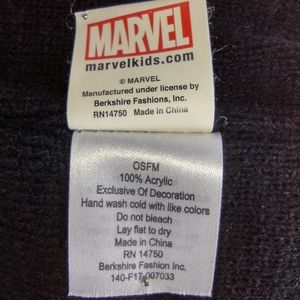 MARVEL
marvelkids.com
© MARVEL
Manufactured under license by
Berkshire Fashions, Inc.
RN14750 Made in China
OSFM
100% Acrylic
Exclusive Of Decoration
Hand wash cold with like colors
Do not bleach
Lay flat to dry
Made in China
RN 14750
Berkshire Fashion Inc.
140-F17-007033